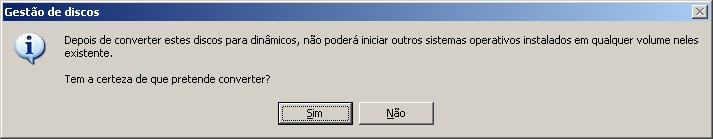 Gestão de discos
Depois de converter estes discos para dinâmicos, não poderá iniciar outros sistemas operativos instalados em qualquer volume neles
existente.
Tem a certeza de que pretende converter?
Sim
Não